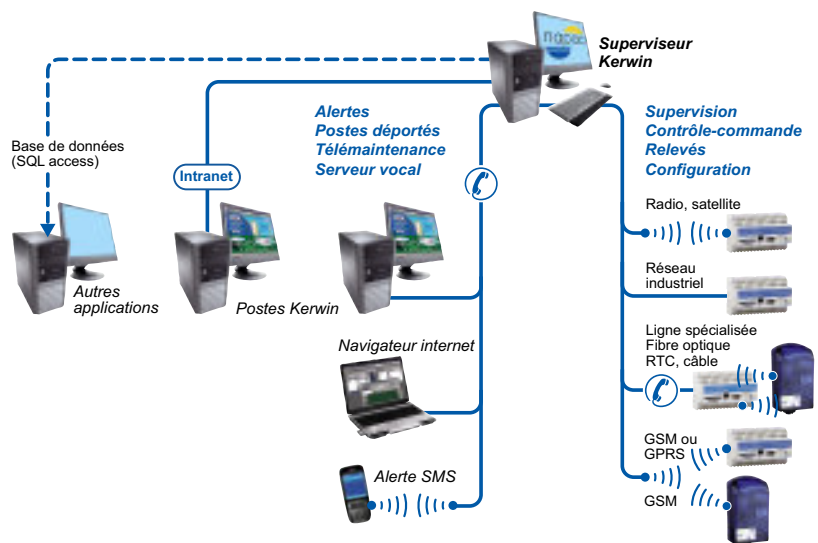 Superviseur
Kerwin
Alertes
Postes déportés
Télémaintenance
Serveur vocal
Supervision
Contrôle-commande
Relevés
Configuration
Base de données
(SQL access)
Intranet
Radio, satellite
Autres
applications
Postes Kerwin
Réseau
industriel
Navigateur internet
Ligne spécialisée
Fibre optique
RTC, câble
GSM ou
GPRS
Alerte SMS
GSM